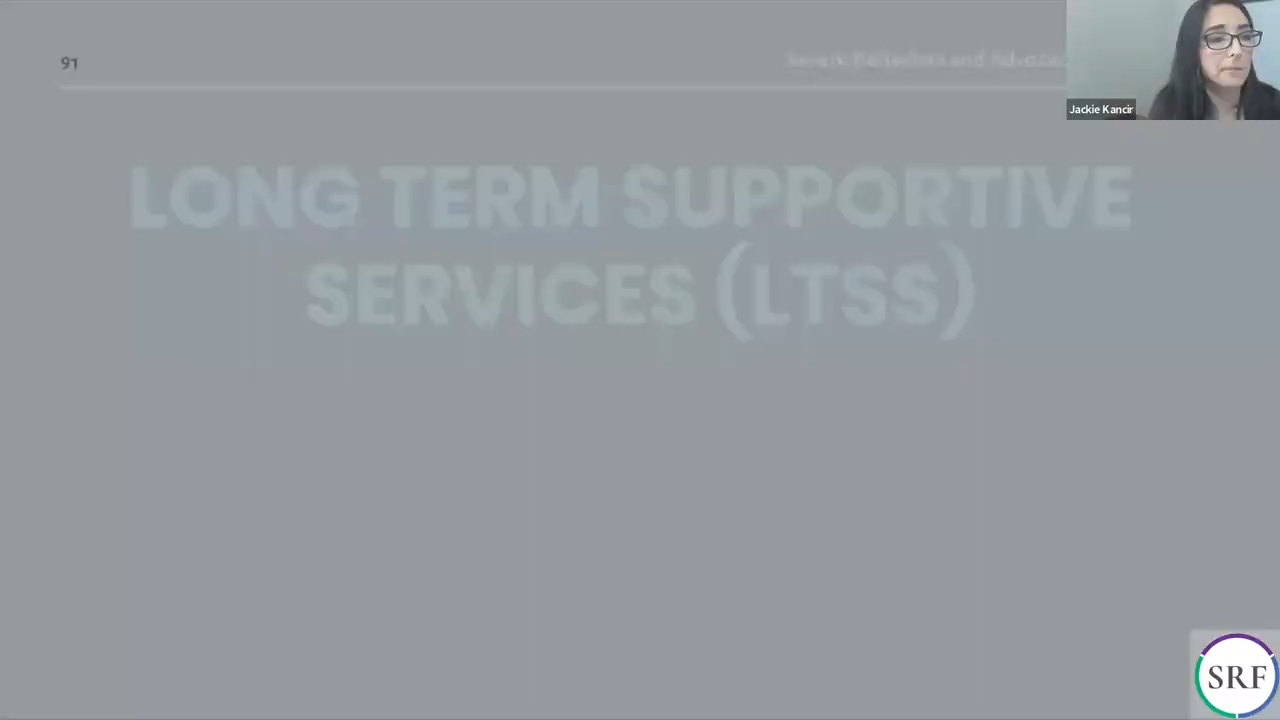 91
Jackie Kancir
LONG TERM SUPPORTIVE
SERVICES (LTSS)
SRF